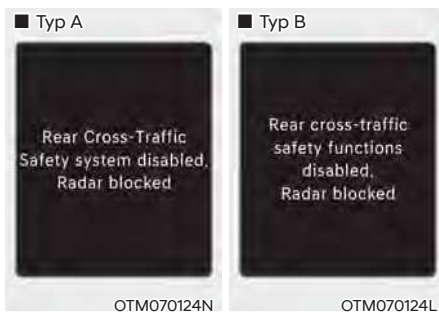 ■ Typ A
Rear Cross-Traffic
Safety system disabled.
Radar blocked
OTM070124N
■ Typ B
Rear cross-traffic
safety functions
disabled.
Radar blocked
OTM070124L